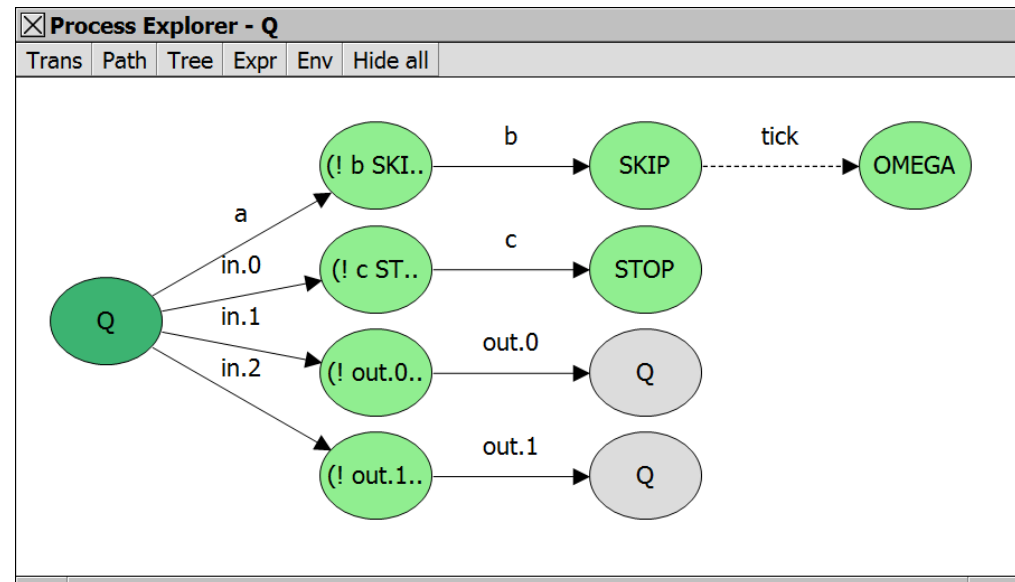 Process Explorer - Q
Trans Path Tree Expr Env Hide all
b
tick
(! b SKI..
SKIP
OMEGA
a
c
in.0
(! c ST..
STOP
Q
in.1
out.0
in.2
(! out.0..
Q
out.1
(! out.1..
Q